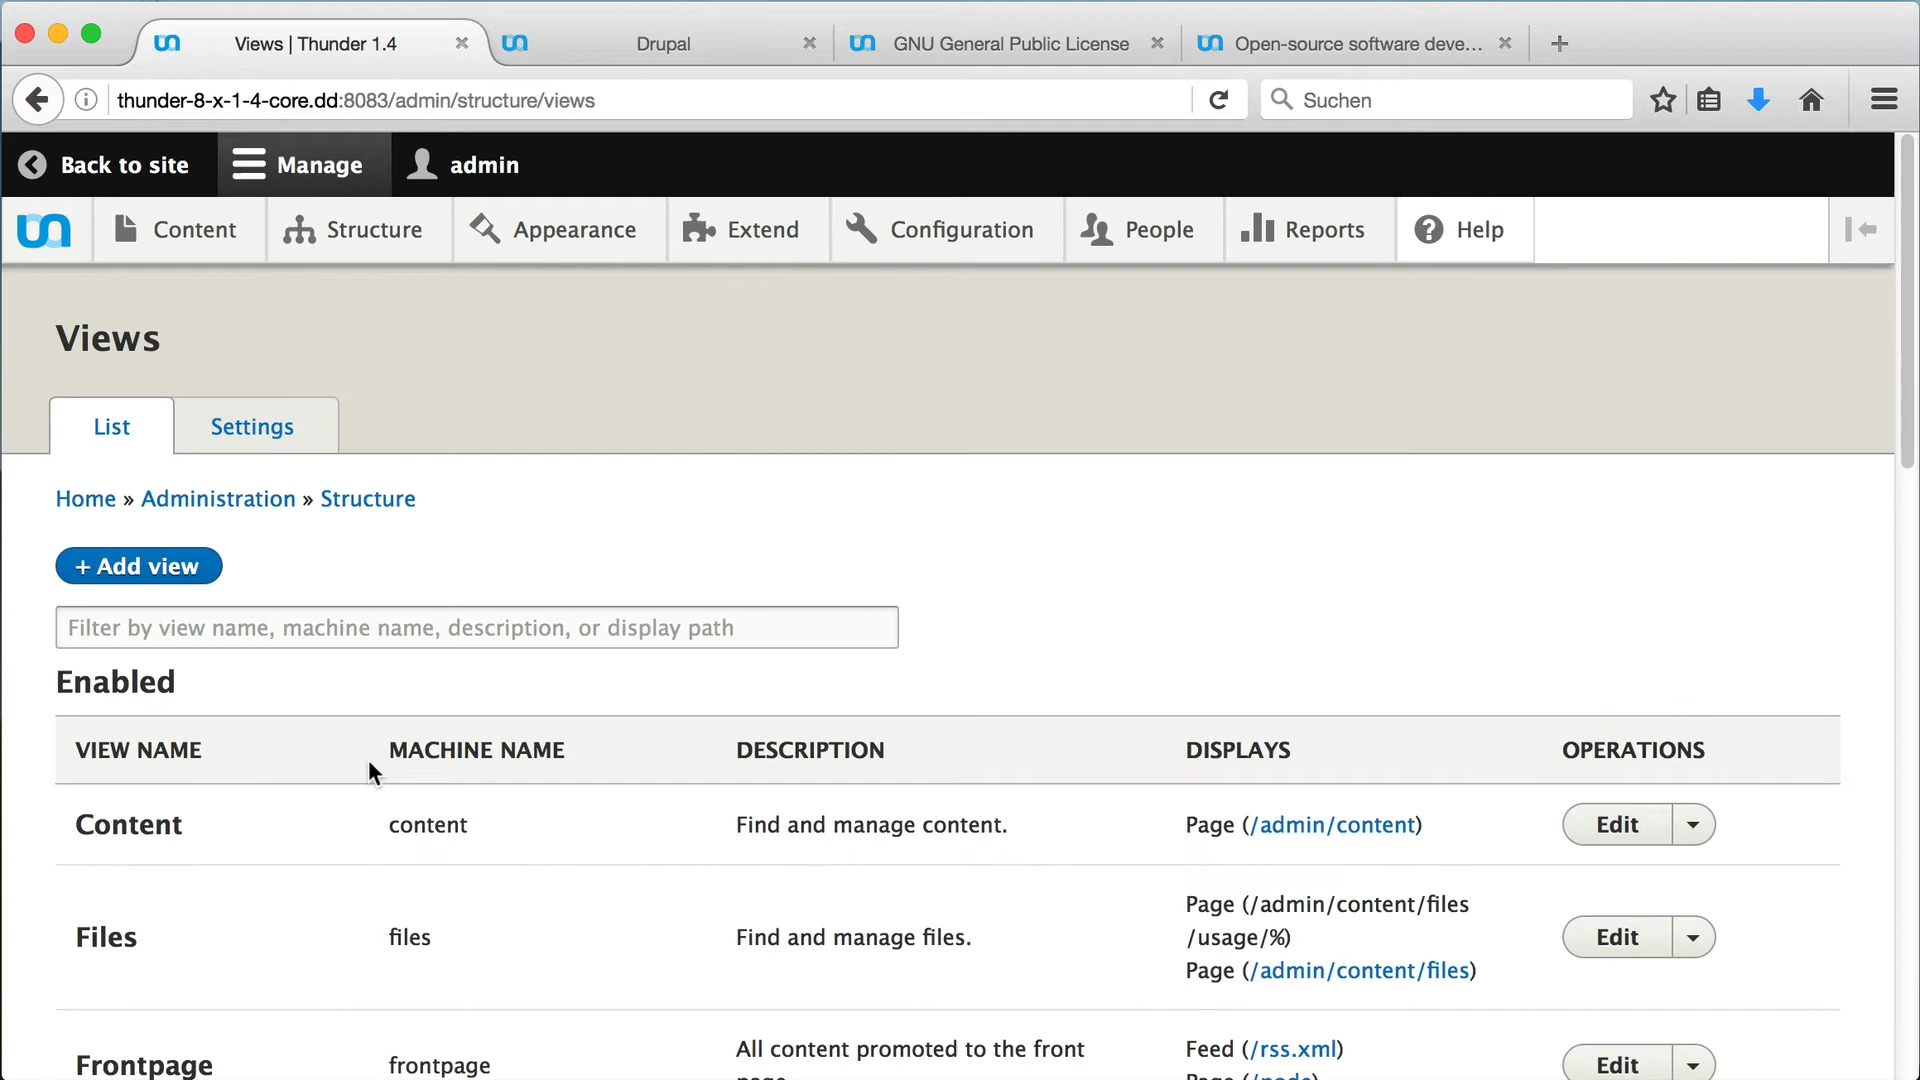 Views | Thunder 1.4
Drupal
GNU General Public License
Open-source software deve...
thunder-8-x-1-4-core.dd:8083/admin/structure/views
Suchen
Back to site
Manage
admin
Content
Structure
Appearance
Extend
Configuration
People
Reports
Help
Views
List
Settings
Home » Administration » Structure
+ Add view
Filter by view name, machine name, description, or display path
Enabled
VIEW NAME
MACHINE NAME
DESCRIPTION
DISPLAYS
OPERATIONS
Content
content
Find and manage content.
Page (/admin/content)
Edit
Files
files
Find and manage files.
Page (/admin/content/files
/usage/%)
Page (/admin/content/files)
Edit
Frontpage
frontpage
All content promoted to the front
page.
Feed (/rss.xml)
Page (/node)
Edit